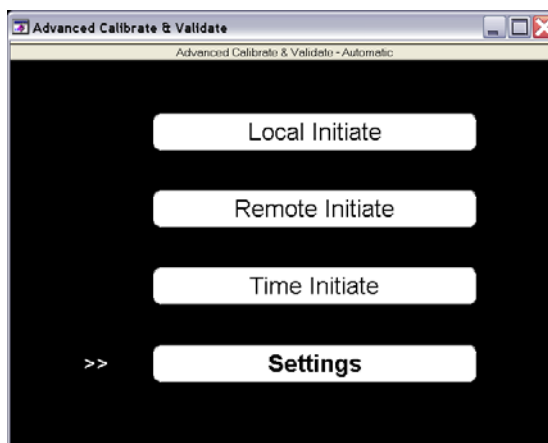 Advanced Calibrate & Validate
Advanced Calibrate & Validate - Automatic
Local Initiate
Remote Initiate
Time Initiate
>> Settings